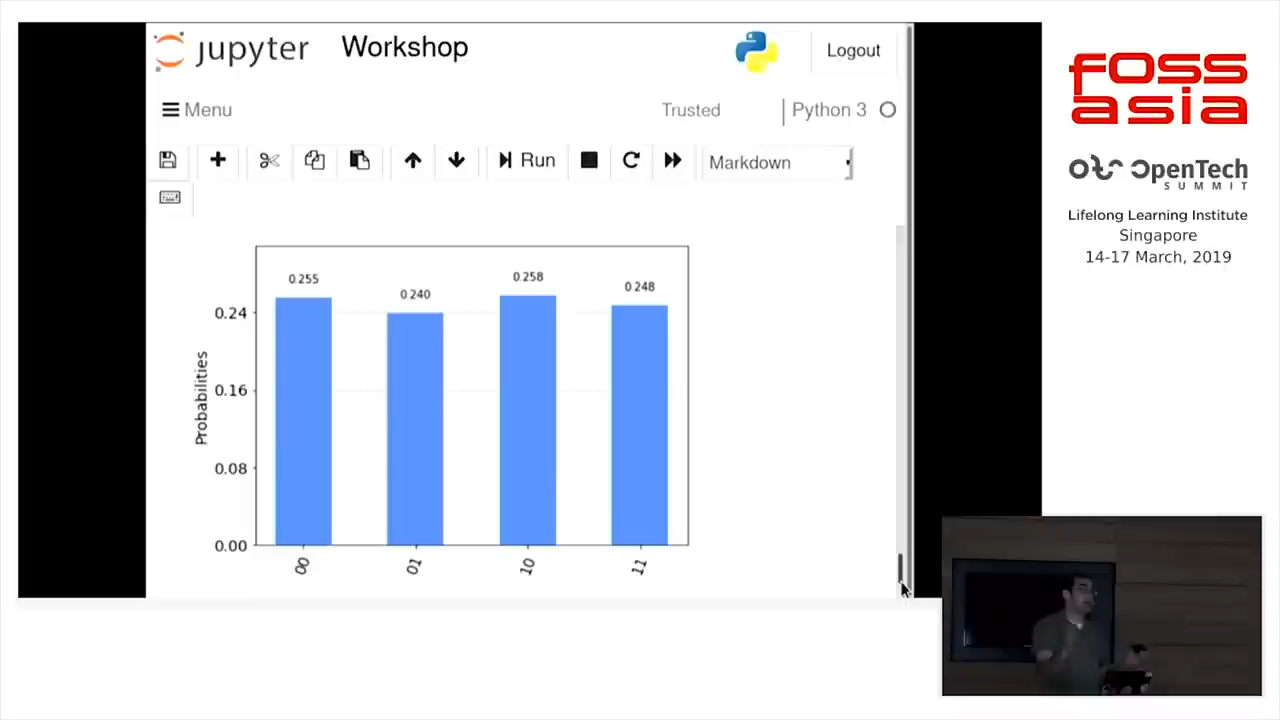 jupyter Workshop Logout
Menu Trusted Python 3
Run Markdown
0.255 0.240 0.258 0.248
0.24
0.16
0.08
0.00
Probabilities
00 01 10 11
FOSS
asia
OpenTech
SUMMIT
Lifelong Learning Institute
Singapore
14-17 March, 2019